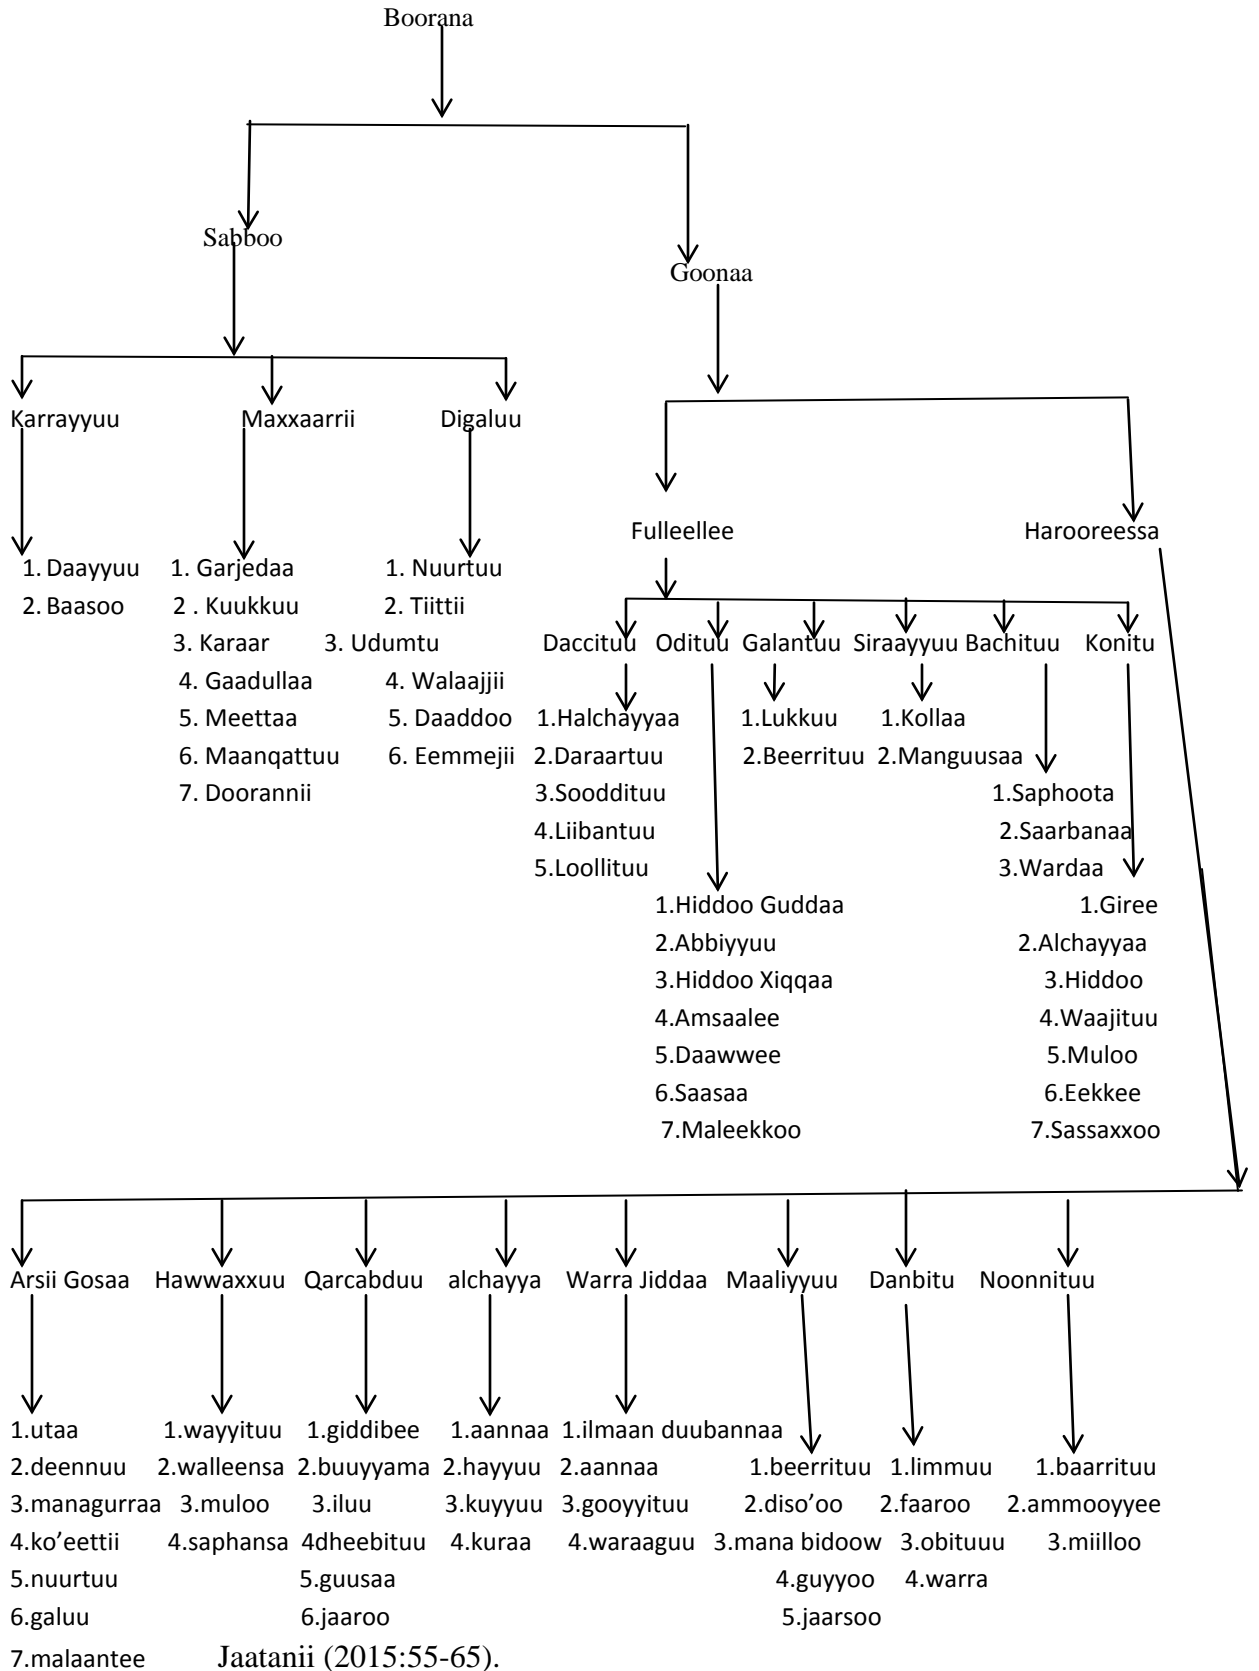 Boorana
Sabboo
Goonaa
Karrayyuu Maxxaarrii Digaluu
Fulleellee Harooreessa
1. Daayyuu 1. Garjedaa 1. Nuurtuu
2. Baasoo 2 . Kuukkuu 2. Tiittii
3. Karaar 3. Udumtu Daccituu Odituu Galantuu Siraayyuu Bachituu Konitu
4. Gaadullaa 4. Walaajjii
5. Meettaa 5. Daaddoo 1.Halchayyaa 1.Lukkuu 1.Kollaa
6. Maanqattuu 6. Eemmejii 2.Daraartuu 2.Beerrituu 2.Manguusaa
7. Doorannii 3.Sooddituu 1.Saphoota
4.Liibantuu 2.Saarbanaa
5.Loollituu 3.Wardaa
1.Hiddoo Guddaa 1.Giree
2.Abbiyyuu 2.Alchayyaa
3.Hiddoo Xiqqaa 3.Hiddoo
4.Amsaalee 4.Waajituu
5.Daawwee 5.Muloo
6.Saasaa 6.Eekkee
7.Maleekkoo 7.Sassaxxoo
Arsii Gosaa Hawwaxxuu Qarcabduu alchayya Warra Jiddaa Maaliyyuu Danbitu Noonnituu
1.utaa 1.wayyituu 1.giddibee 1.aannaa 1.ilmaan duubannaa
2.deennuu 2.walleensa 2.buuyyama 2.hayyuu 2.aannaa 1.beerrituu 1.limmuu 1.baarrituu
3.managurraa 3.muloo 3.iluu 3.kuyyuu 3.gooyyituu 2.diso’oo 2.faaroo 2.ammooyyee
4.ko’eettii 4.saphansa 4dheebituu 4.kuraa 4.waraaguu 3.mana bidoow 3.obituuu 3.miilloo
5.nuurtuu 5.guusaa 4.guyyoo 4.warra
6.galuu 6.jaaroo 5.jaarsoo
7.malaantee Jaatanii (2015:55-65).